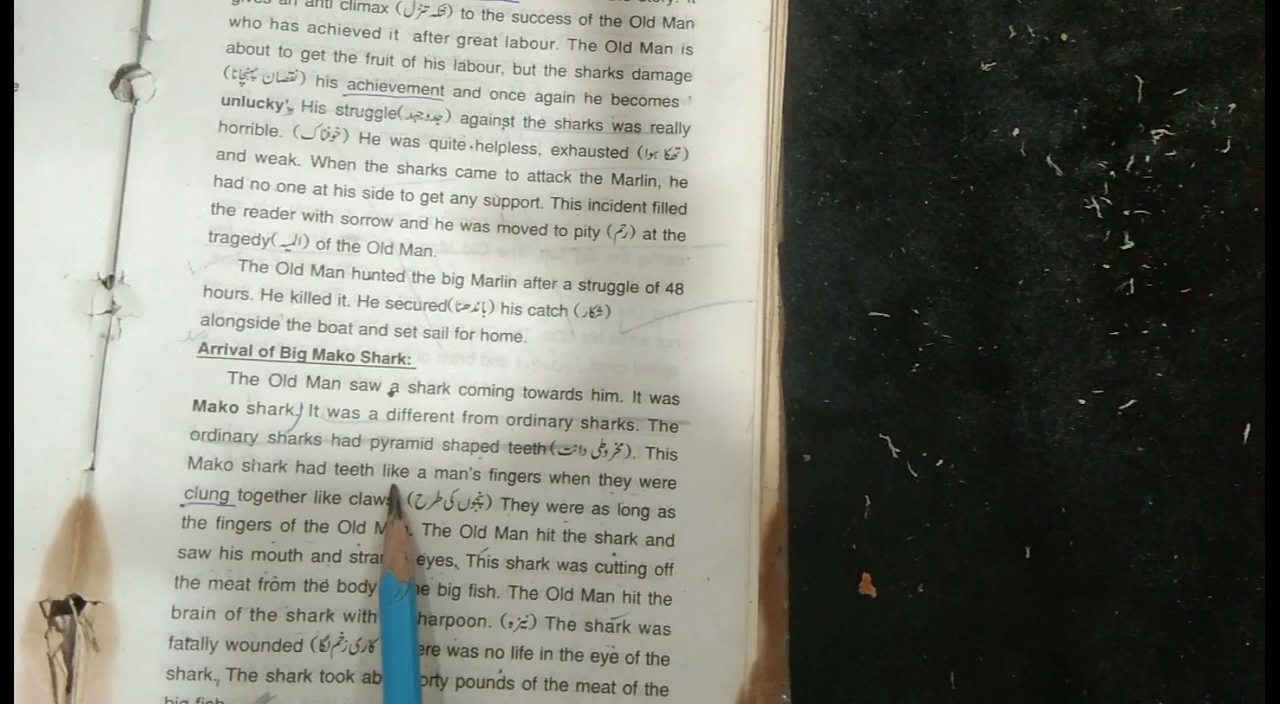 anti climax (تنزل) to the success of the Old Man
who has achieved it after great labour. The Old Man is
about to get the fruit of his labour, but the sharks damage
(نقصان پہنچانا) his achievement and once again he becomes
unlucky'. His struggle(جدوجہد) against the sharks was really
horrible. (خوفناک) He was quite helpless, exhausted (تھکا ہوا)
and weak. When the sharks came to attack the Marlin, he
had no one at his side to get any support. This incident filled
the reader with sorrow and he was moved to pity (رحم) at the
tragedy(المیہ) of the Old Man.
The Old Man hunted the big Marlin after a struggle of 48
hours. He killed it. He secured(باندھنا) his catch (شکار)
alongside the boat and set sail for home.
Arrival of Big Mako Shark:
The Old Man saw a shark coming towards him. It was
Mako shark. It was a different from ordinary sharks. The
ordinary sharks had pyramid shaped teeth(مخروطی دانت). This
Mako shark had teeth like a man's fingers when they were
clung together like claws (پنجوں کی طرح) They were as long as
the fingers of the Old M . The Old Man hit the shark and
saw his mouth and stra eyes. This shark was cutting off
the meat from the body he big fish. The Old Man hit the
brain of the shark with harpoon. (نیزہ) The shark was
fatally wounded (کاری زخم لگا ere was no life in the eye of the
shark. The shark took ab orty pounds of the meat of the
big fish